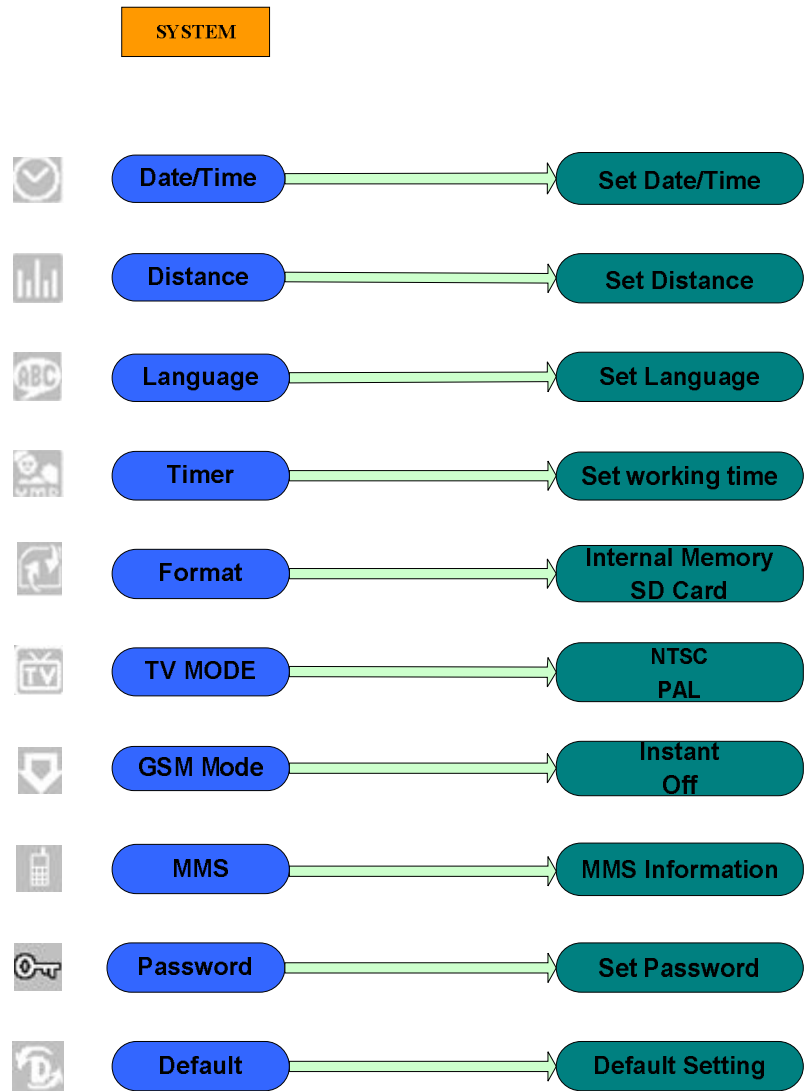 SYSTEM
Date/Time
Set Date/Time
Distance
Set Distance
ABC
Language
Set Language
Timer
Set working time
Format
Internal Memory
SD Card
TV
TV MODE
NTSC
PAL
GSM Mode
Instant
Off
MMS
MMS Information
Password
Set Password
D
Default
Default Setting